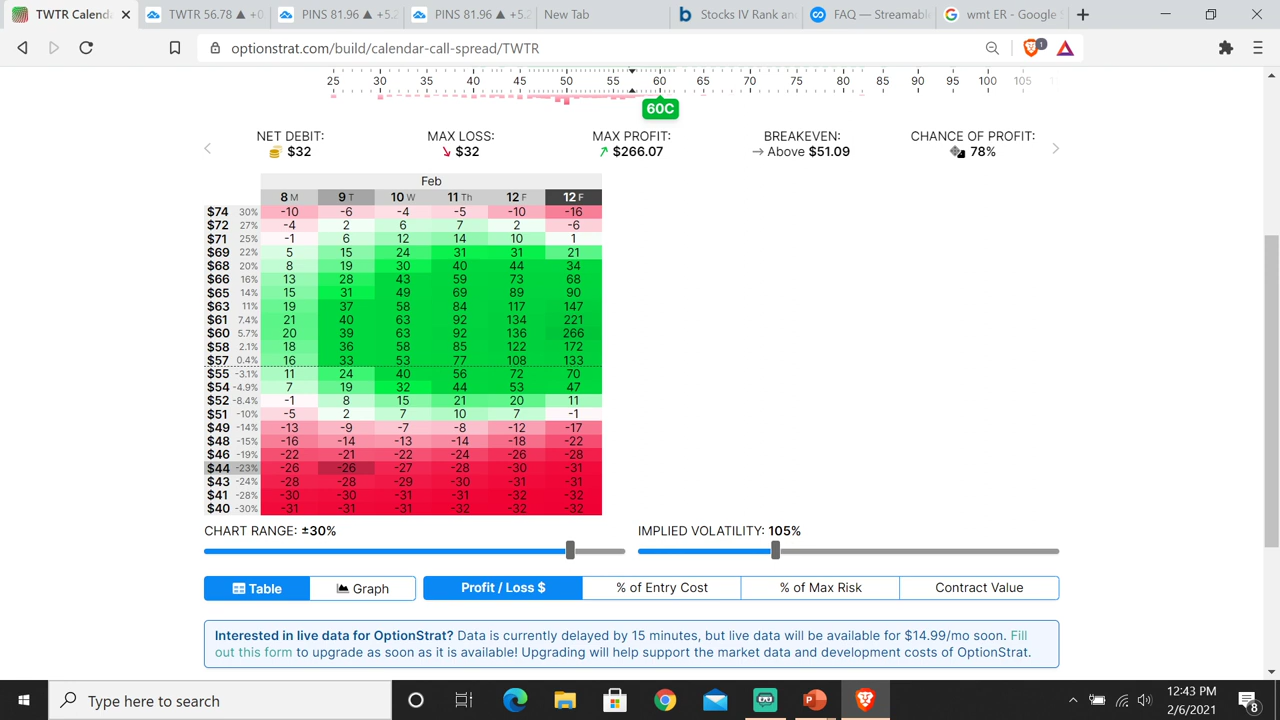 TWTR Calenda
TWTR 56.78 ▲ +0
PINS 81.96 ▲ +5.2
PINS 81.96 ▲ +5.2
New Tab
Stocks IV Rank an
FAQ — Streamable
wmt ER - Google S
optionstrat.com/build/calendar-call-spread/TWTR
1
25 30 35 40 45 50 55 60 65 70 75 80 85 90 95 100 105
60C
NET DEBIT: MAX LOSS: MAX PROFIT: BREAKEVEN: CHANCE OF PROFIT:
$32 $32 $266.07 → Above $51.09 78%
Feb
8 M 9 T 10 W 11 Th 12 F 12 F
$74 30% -10 -6 -4 -5 -10 -16
$72 27% -4 2 6 7 2 -6
$71 25% -1 6 12 14 10 1
$69 22% 5 15 24 31 31 21
$68 20% 8 19 30 40 44 34
$66 16% 13 28 43 59 73 68
$65 14% 15 31 49 69 89 90
$63 11% 19 37 58 84 117 147
$61 7.4% 21 40 63 92 134 221
$60 5.7% 20 39 63 92 136 266
$58 2.1% 18 36 58 85 122 172
$57 0.4% 16 33 53 77 108 133
$55 -3.1% 11 24 40 56 72 70
$54 -4.9% 7 19 32 44 53 47
$52 -8.4% -1 8 15 21 20 11
$51 -10% -5 2 7 10 7 -1
$49 -14% -13 -9 -7 -8 -12 -17
$48 -15% -16 -14 -13 -14 -18 -22
$46 -19% -22 -21 -22 -24 -26 -28
$44 -23% -26 -26 -27 -28 -30 -31
$43 -24% -28 -28 -29 -30 -31 -31
$41 -28% -30 -30 -31 -31 -32 -32
$40 -30% -31 -31 -31 -32 -32 -32
CHART RANGE: ±30% IMPLIED VOLATILITY: 105%
Table Graph Profit / Loss $ % of Entry Cost % of Max Risk Contract Value
Interested in live data for OptionStrat? Data is currently delayed by 15 minutes, but live data will be available for $14.99/mo soon. Fill
out this form to upgrade as soon as it is available! Upgrading will help support the market data and development costs of OptionStrat.
Type here to search
12:43 PM
2/6/2021
8